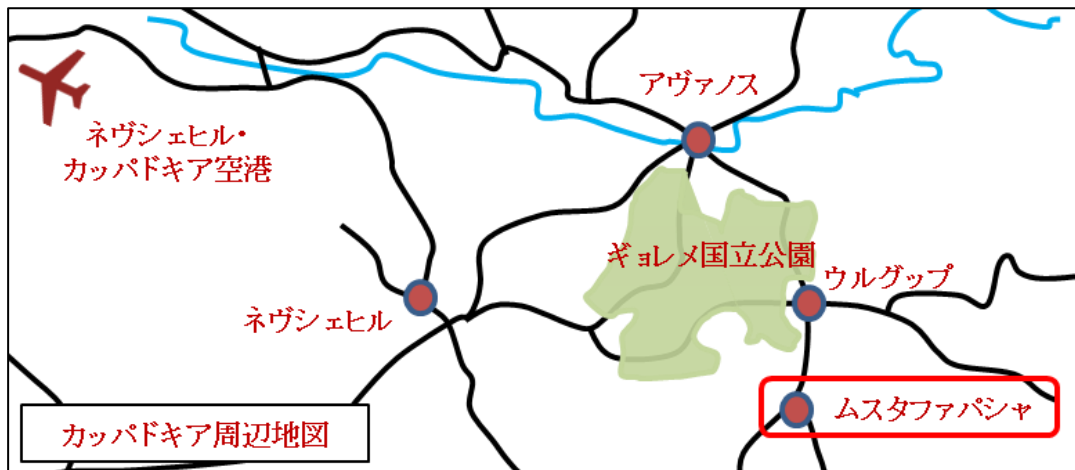 アヴァノス
ネヴシェヒル・
カッパドキア空港
ギョレメ国立公園
ウルグップ
ネヴシェヒル
ムスタファパシャ
カッパドキア周辺地図